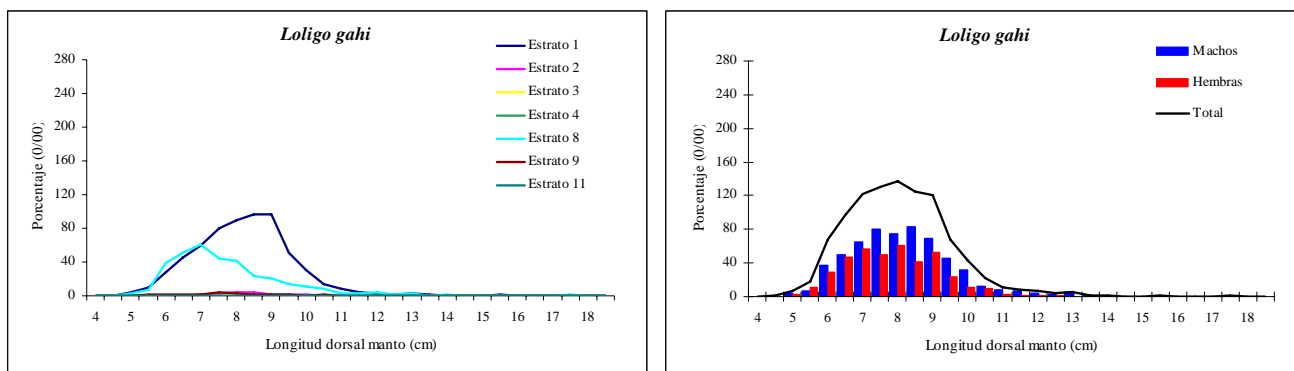 Loligo gahi
280
240
200
160
120
80
40
0
Porcentaje (0/00)
4 5 6 7 8 9 10 11 12 13 14 15 16 17 18
Longitud dorsal manto (cm)
Estrato 1
Estrato 2
Estrato 3
Estrato 4
Estrato 8
Estrato 9
Estrato 11
Loligo gahi
280
240
200
160
120
80
40
0
Porcentaje (0/00)
4 5 6 7 8 9 10 11 12 13 14 15 16 17 18
Longitud dorsal manto (cm)
Machos
Hembras
Total